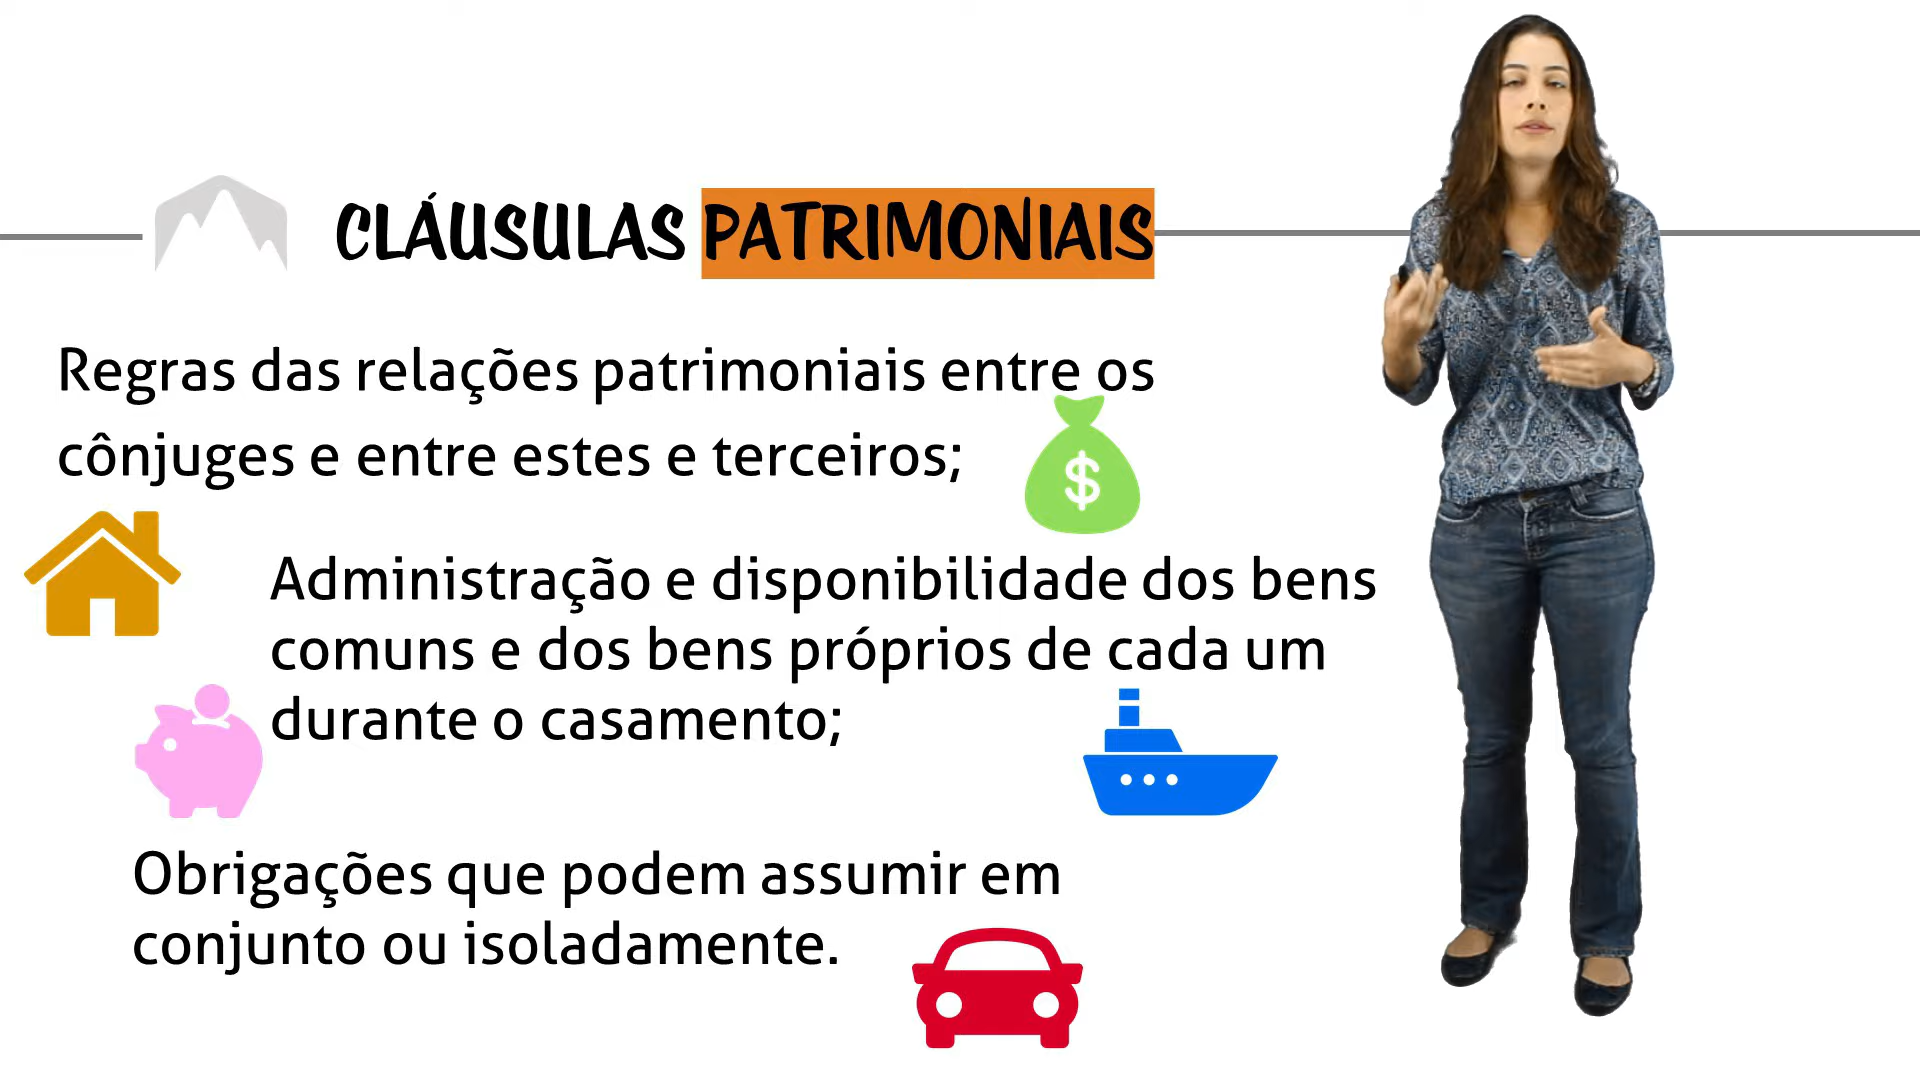 CLÁUSULAS PATRIMONIAIS
Regras das relações patrimoniais entre os
cônjuges e entre estes e terceiros;
$
Administração e disponibilidade dos bens
comuns e dos bens próprios de cada um
durante o casamento;
Obrigações que podem assumir em
conjunto ou isoladamente.